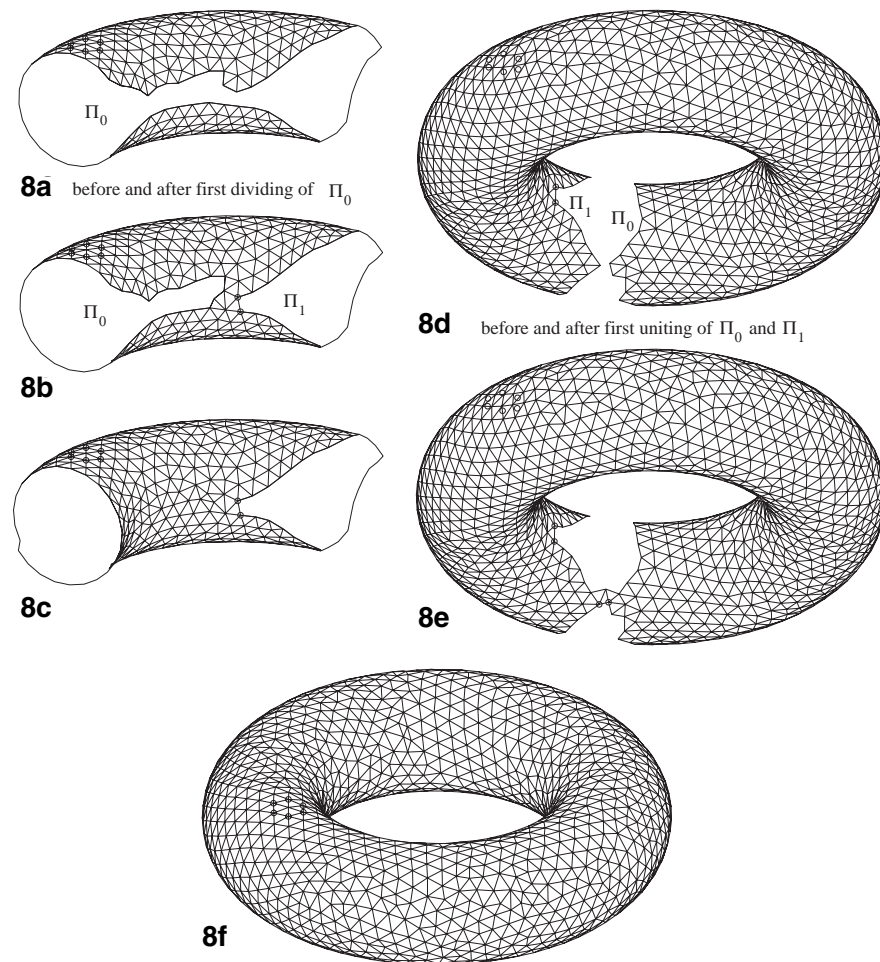 Π0
8a before and after first dividing of Π0
Π0 Π1
8b
8c
Π1 Π0
8d before and after first uniting of Π0 and Π1
8e
8f